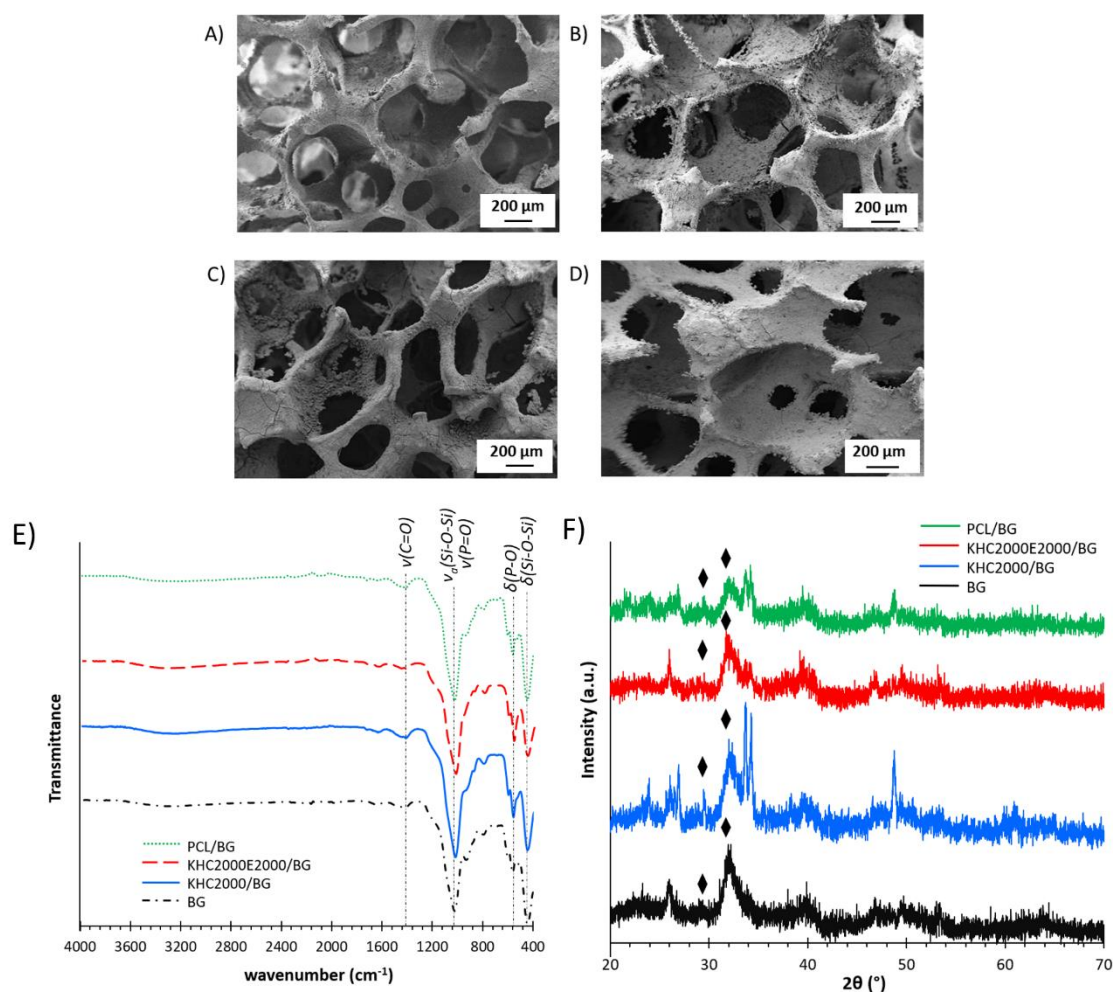 A)
200 µm
B)
200 µm
C)
200 µm
D)
200 µm
E)
ν(C=O)
νₐ(Si-O-Si)
ν(P=O)
δ(P-O)
δ(Si-O-Si)
Transmittance
PCL/BG
KHC2000E2000/BG
KHC2000/BG
BG
4000 3600 3200 2800 2400 2000 1600 1200 800 400
wavenumber (cm⁻¹)
F)
PCL/BG
KHC2000E2000/BG
KHC2000/BG
BG
Intensity (a.u.)
20 30 40 50 60 70
2θ (°)